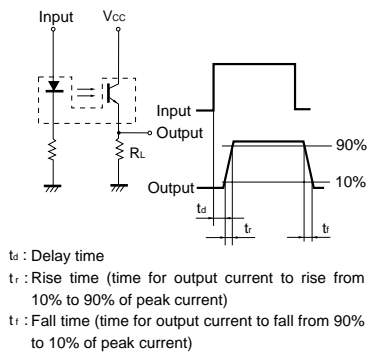 Input
Vcc
Output
RL
Input
90%
10%
Output
td
tr
tf
td : Delay time
tr : Rise time (time for output current to rise from
10% to 90% of peak current)
tf : Fall time (time for output current to fall from 90%
to 10% of peak current)